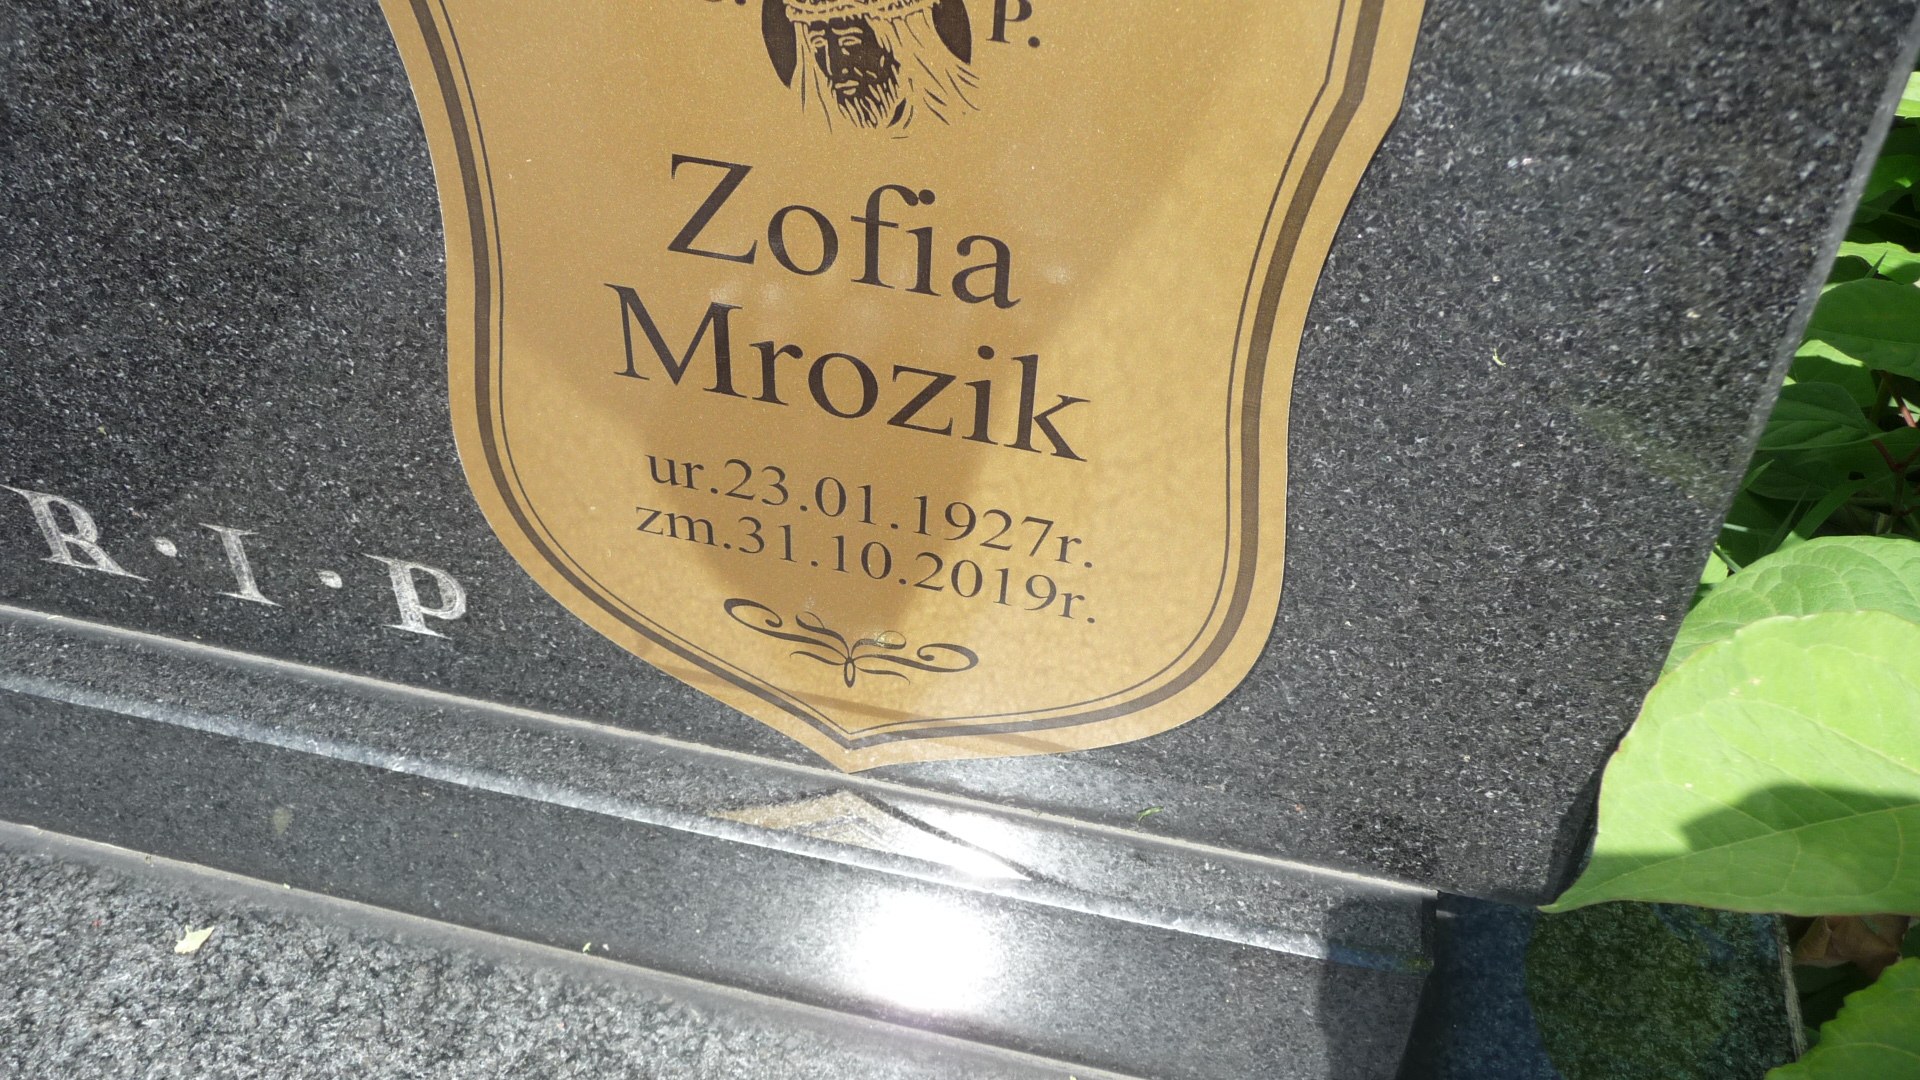 P.
Zofia
Mrozik
ur.23.01.1927r.
zm.31.10.2019r.
R·I·P